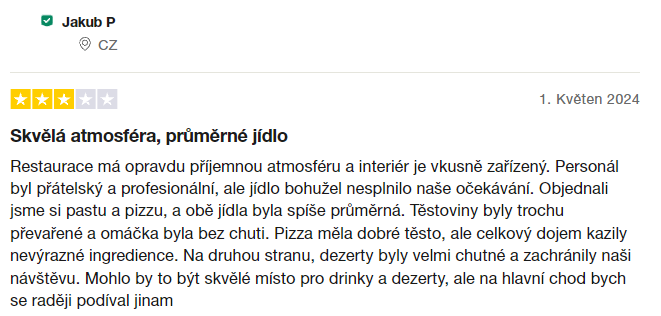 Jakub P
CZ
1. Květen 2024
Skvělá atmosféra, průměrné jídlo
Restaurace má opravdu příjemnou atmosféru a interiér je vkusně zařízený. Personál
byl přátelský a profesionální, ale jídlo bohužel nesplnilo naše očekávání. Objednali
jsme si pastu a pizzu, a obě jídla byla spíše průměrná. Těstoviny byly trochu
převařené a omáčka byla bez chuti. Pizza měla dobré těsto, ale celkový dojem kazily
nevýrazné ingredience. Na druhou stranu, dezerty byly velmi chutné a zachránily naši
návštěvu. Mohlo by to být skvělé místo pro drinky a dezerty, ale na hlavní chod bych
se raději podíval jinam